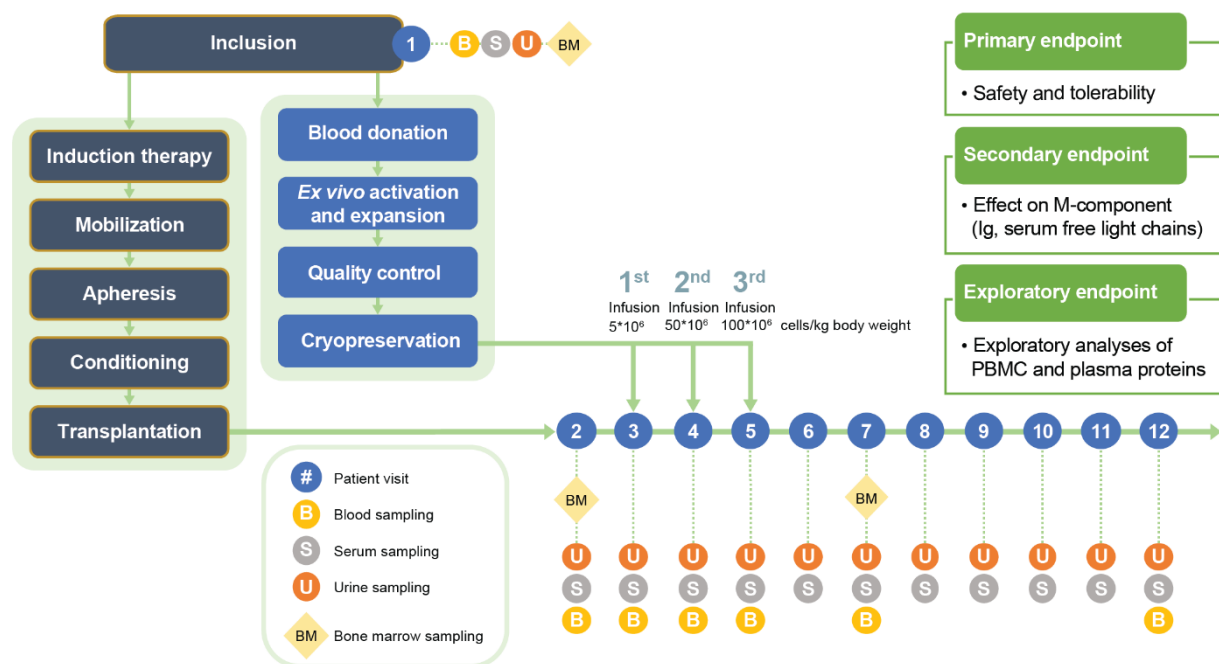 Inclusion
1
B
S
U
BM
Induction therapy
Mobilization
Apheresis
Conditioning
Transplantation
Blood donation
Ex vivo activation
and expansion
Quality control
Cryopreservation
1st 2nd 3rd
Infusion Infusion Infusion
5*10⁶ 50*10⁶ 100*10⁶ cells/kg body weight
Primary endpoint
• Safety and tolerability
Secondary endpoint
• Effect on M-component
(Ig, serum free light chains)
Exploratory endpoint
• Exploratory analyses of
PBMC and plasma proteins
2 3 4 5 6 7 8 9 10 11 12
BM BM
U U U U U U U U U U U
S S S S S S S S S S S
B B B B B B
# Patient visit
B Blood sampling
S Serum sampling
U Urine sampling
BM Bone marrow sampling